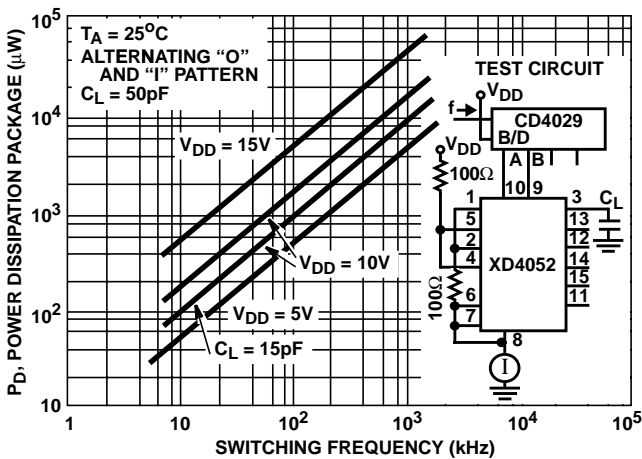 P_D, POWER DISSIPATION PACKAGE (µW)
10⁵
10⁴
10³
10²
10
T_A = 25°C
ALTERNATING “O”
AND “I” PATTERN
C_L = 50pF
V_DD = 15V
V_DD = 10V
V_DD = 5V
C_L = 15pF
TEST CIRCUIT
V_DD
f
CD4029
B/D
A B
V_DD
100Ω
10 9
1
5
2
4
6
7
8
3
13
12
14
15
11
C_L
XD4052
100Ω
I
1
10
10²
10³
10⁴
10⁵
SWITCHING FREQUENCY (kHz)